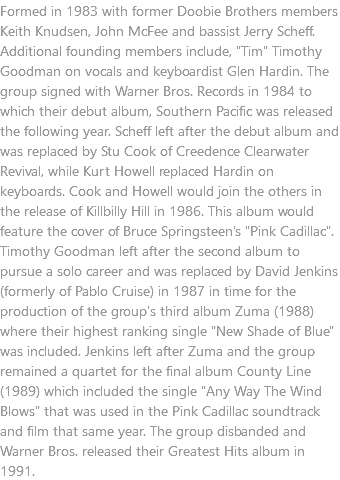 Formed in 1983 with former Doobie Brothers members
Keith Knudsen, John McFee and bassist Jerry Scheff.
Additional founding members include, "Tim" Timothy
Goodman on vocals and keyboardist Glen Hardin. The
group signed with Warner Bros. Records in 1984 to
which their debut album, Southern Pacific was released
the following year. Scheff left after the debut album and
was replaced by Stu Cook of Creedence Clearwater
Revival, while Kurt Howell replaced Hardin on
keyboards. Cook and Howell would join the others in
the release of Killbilly Hill in 1986. This album would
feature the cover of Bruce Springsteen's "Pink Cadillac".
Timothy Goodman left after the second album to
pursue a solo career and was replaced by David Jenkins
(formerly of Pablo Cruise) in 1987 in time for the
production of the group's third album Zuma (1988)
where their highest ranking single "New Shade of Blue"
was included. Jenkins left after Zuma and the group
remained a quartet for the final album County Line
(1989) which included the single "Any Way The Wind
Blows" that was used in the Pink Cadillac soundtrack
and film that same year. The group disbanded and
Warner Bros. released their Greatest Hits album in
1991.